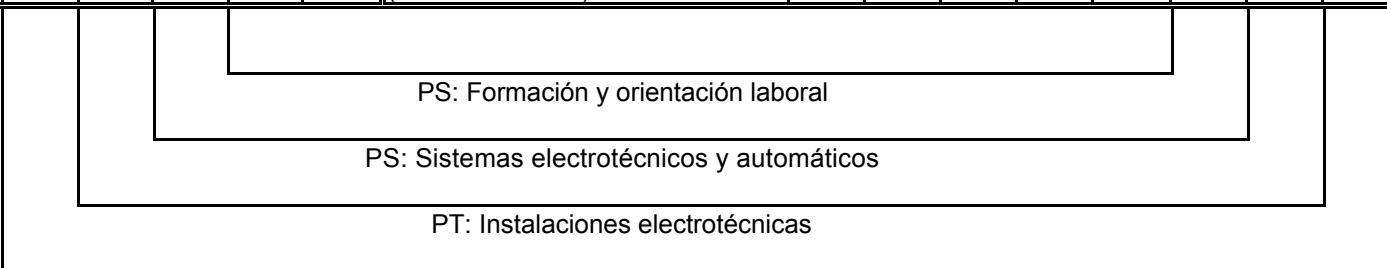 PS: Formación y orientación laboral
PS: Sistemas electrotécnicos y automáticos
PT: Instalaciones electrotécnicas